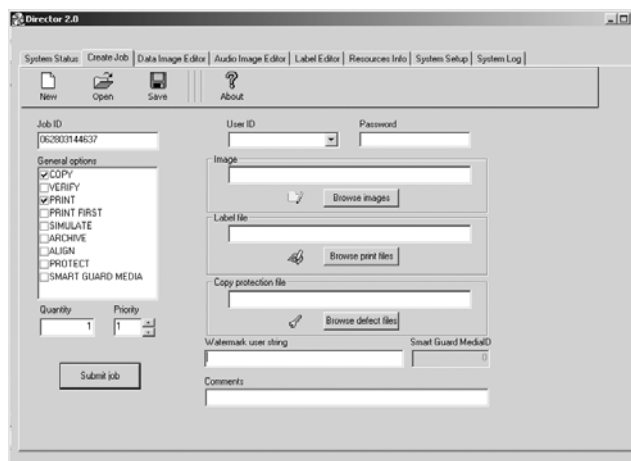 Director 2.0
System Status Create Job Data Image Editor Audio Image Editor Label Editor Resources Info System Setup System Log
New Open Save About
Job ID User ID Password
062803144637
General options
COPY
VERIFY
PRINT
PRINT FIRST
SIMULATE
ARCHIVE
ALIGN
PROTECT
SMART GUARD MEDIA
Image
Browse images
Label file
Browse print files
Copy protection file
Browse defect files
Quantity Priority
1 1
Watermark user string Smart Guard MediaID
0
Submit job
Comments